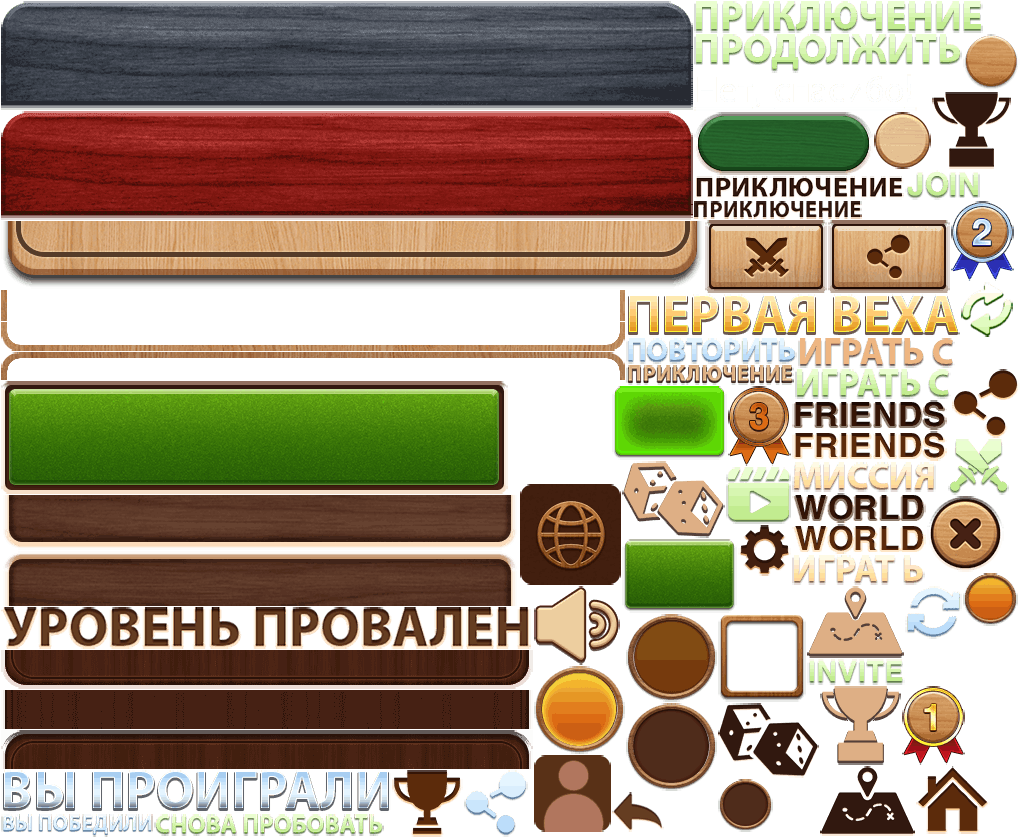 ПРИКЛЮЧЕНИЕ
ПРОДОЛЖИТЬ
ПРИКЛЮЧЕНИЕ
JOIN
ПРИКЛЮЧЕНИЕ
2
ПЕРВАЯ ВЕХА
ПОВТОРИТЬ
ИГРАТЬ С
ПРИКЛЮЧЕНИЕ
ИГРАТЬ С
3
FRIENDS
FRIENDS
МИССИЯ
WORLD
WORLD
ИГРАТ Ь
УРОВЕНЬ ПРОВАЛЕН
INVITE
1
ВЫ ПРОИГРАЛИ
ВЫ ПОБЕДИЛИ
СНОВА ПРОБОВАТЬ